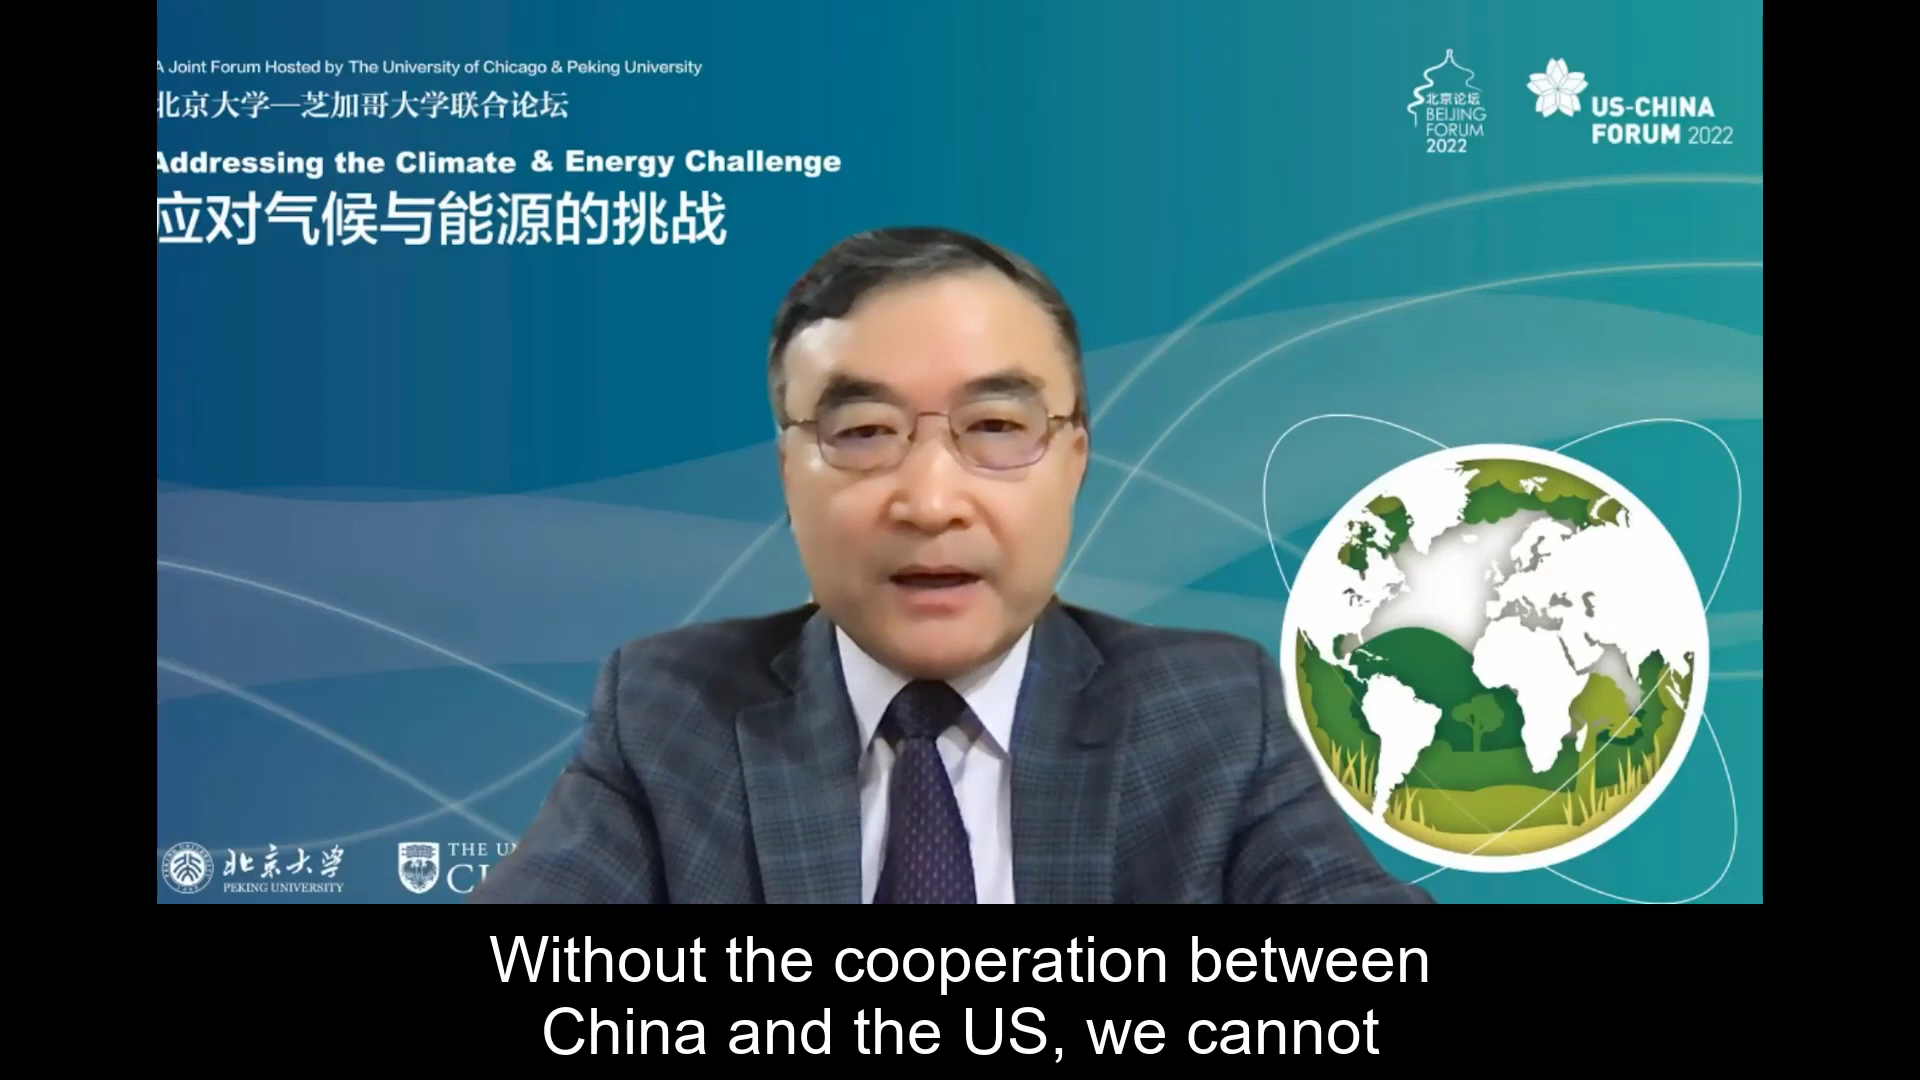 A Joint Forum Hosted by The University of Chicago & Peking University
北京大学—芝加哥大学联合论坛
Addressing the Climate & Energy Challenge
应对气候与能源的挑战
北京论坛
BEIJING
FORUM
2022
US-CHINA
FORUM 2022
北京大学
PEKING UNIVERSITY
THE UN
Without the cooperation between
China and the US, we cannot